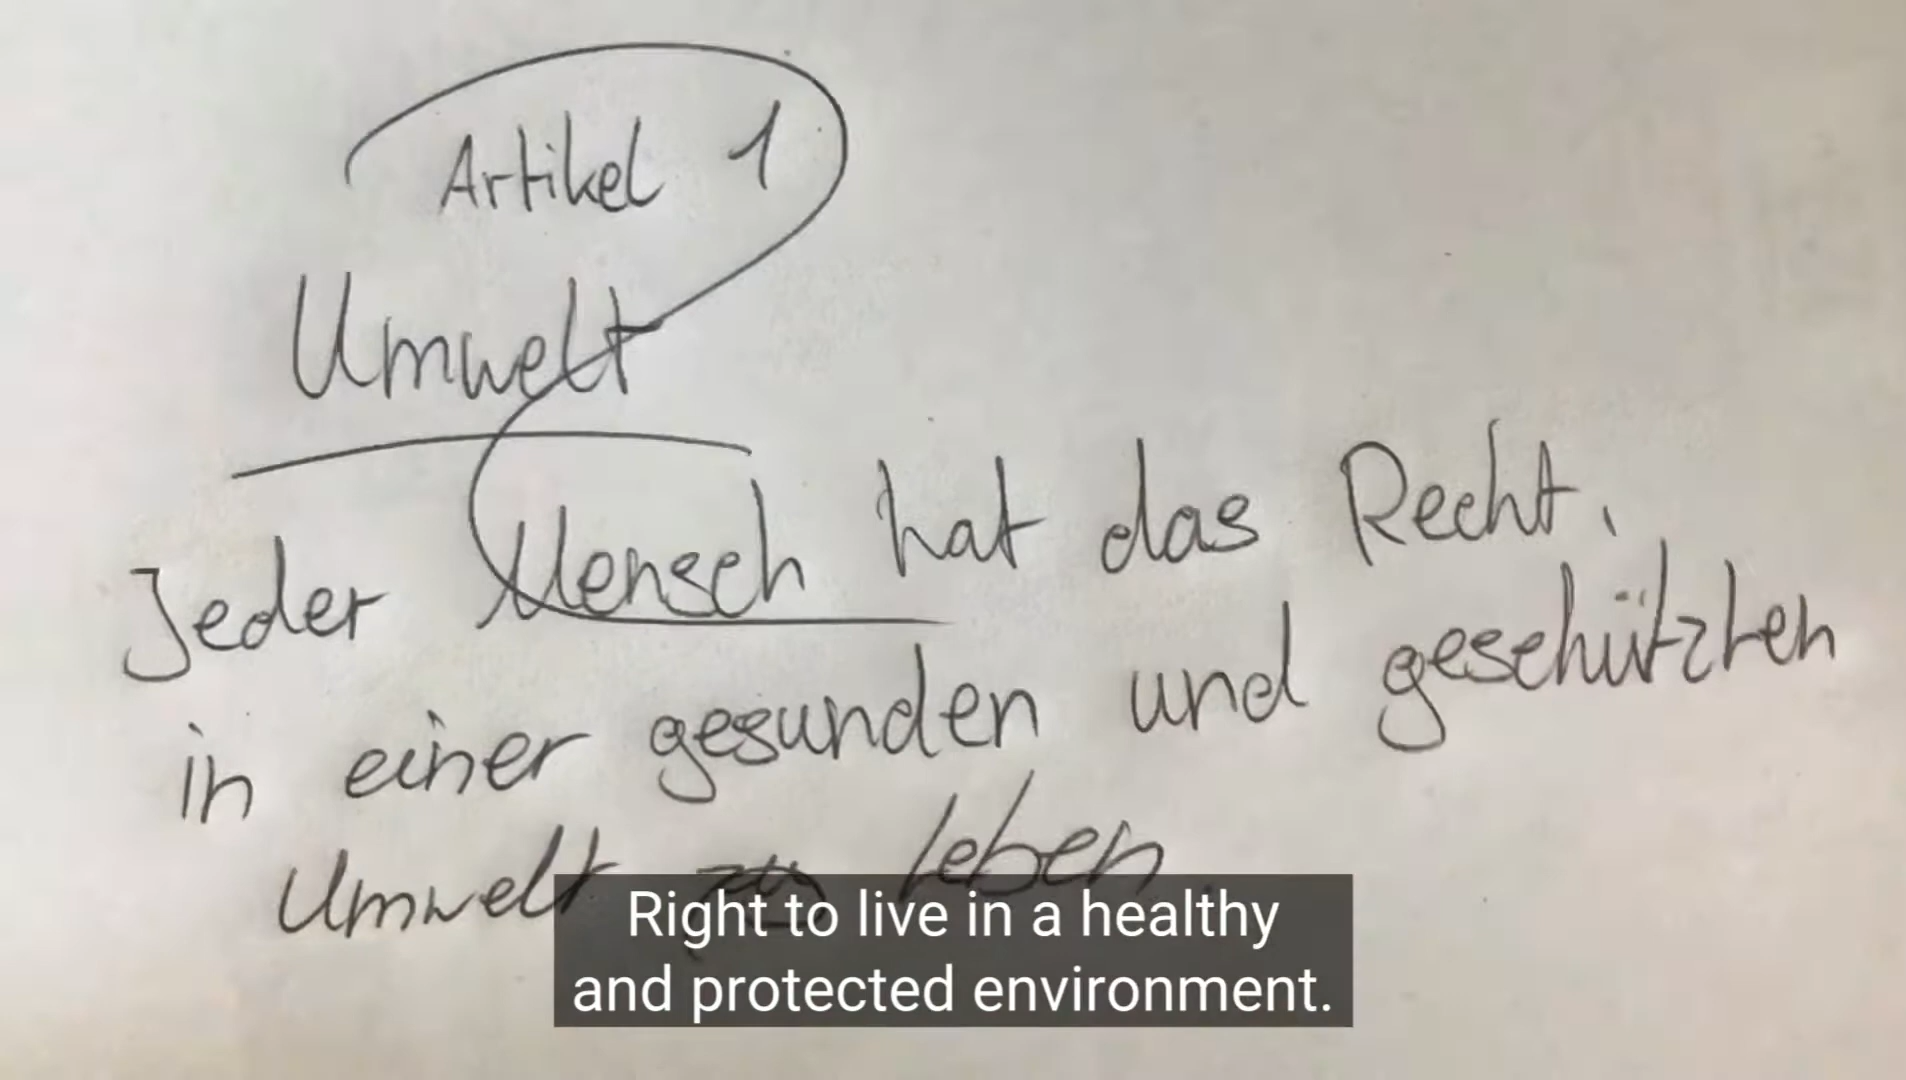 Artikel 1
Umwelt
Jeder Mensch hat das Recht,
in einer gesunden und geschützten
Umwelt zu leben.
Right to live in a healthy
and protected environment.